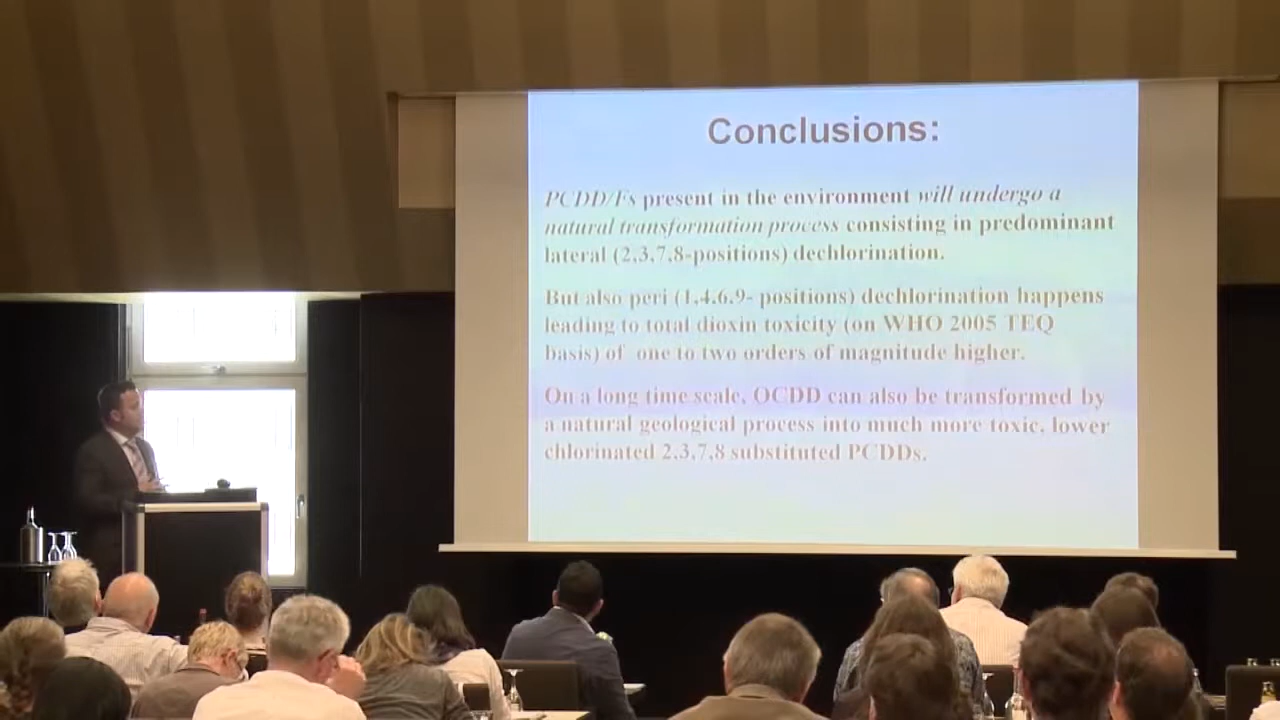 Conclusions:
PCDD/Fs present in the environment will undergo a
natural transformation process consisting in predominant
lateral (2,3,7,8-positions) dechlorination.
But also peri (1,4,6,9- positions) dechlorination happens
leading to total dioxin toxicity (on WHO 2005 TEQ
basis) of one to two orders of magnitude higher.
On a long time scale, OCDD can also be transformed by
a natural geological process into much more toxic, lower
chlorinated 2,3,7,8 substituted PCDDs.